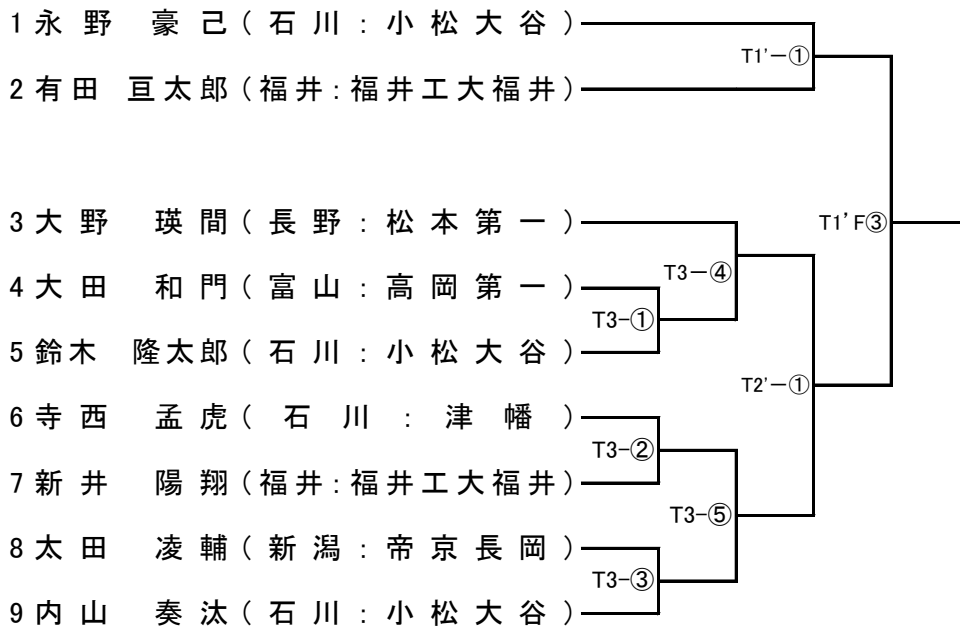 1 永野 豪己(石川:小松大谷)
T1'-①
2 有田 亘太郎(福井:福井工大福井)
3 大野 瑛間(長野:松本第一)
T1'F③
T3-④
4 大田 和門(富山:高岡第一)
T3-①
5 鈴木 隆太郎(石川:小松大谷)
T2'-①
6 寺西 孟虎(石川:津幡)
T3-②
7 新井 陽翔(福井:福井工大福井)
T3-⑤
8 太田 凌輔(新潟:帝京長岡)
T3-③
9 内山 奏汰(石川:小松大谷)